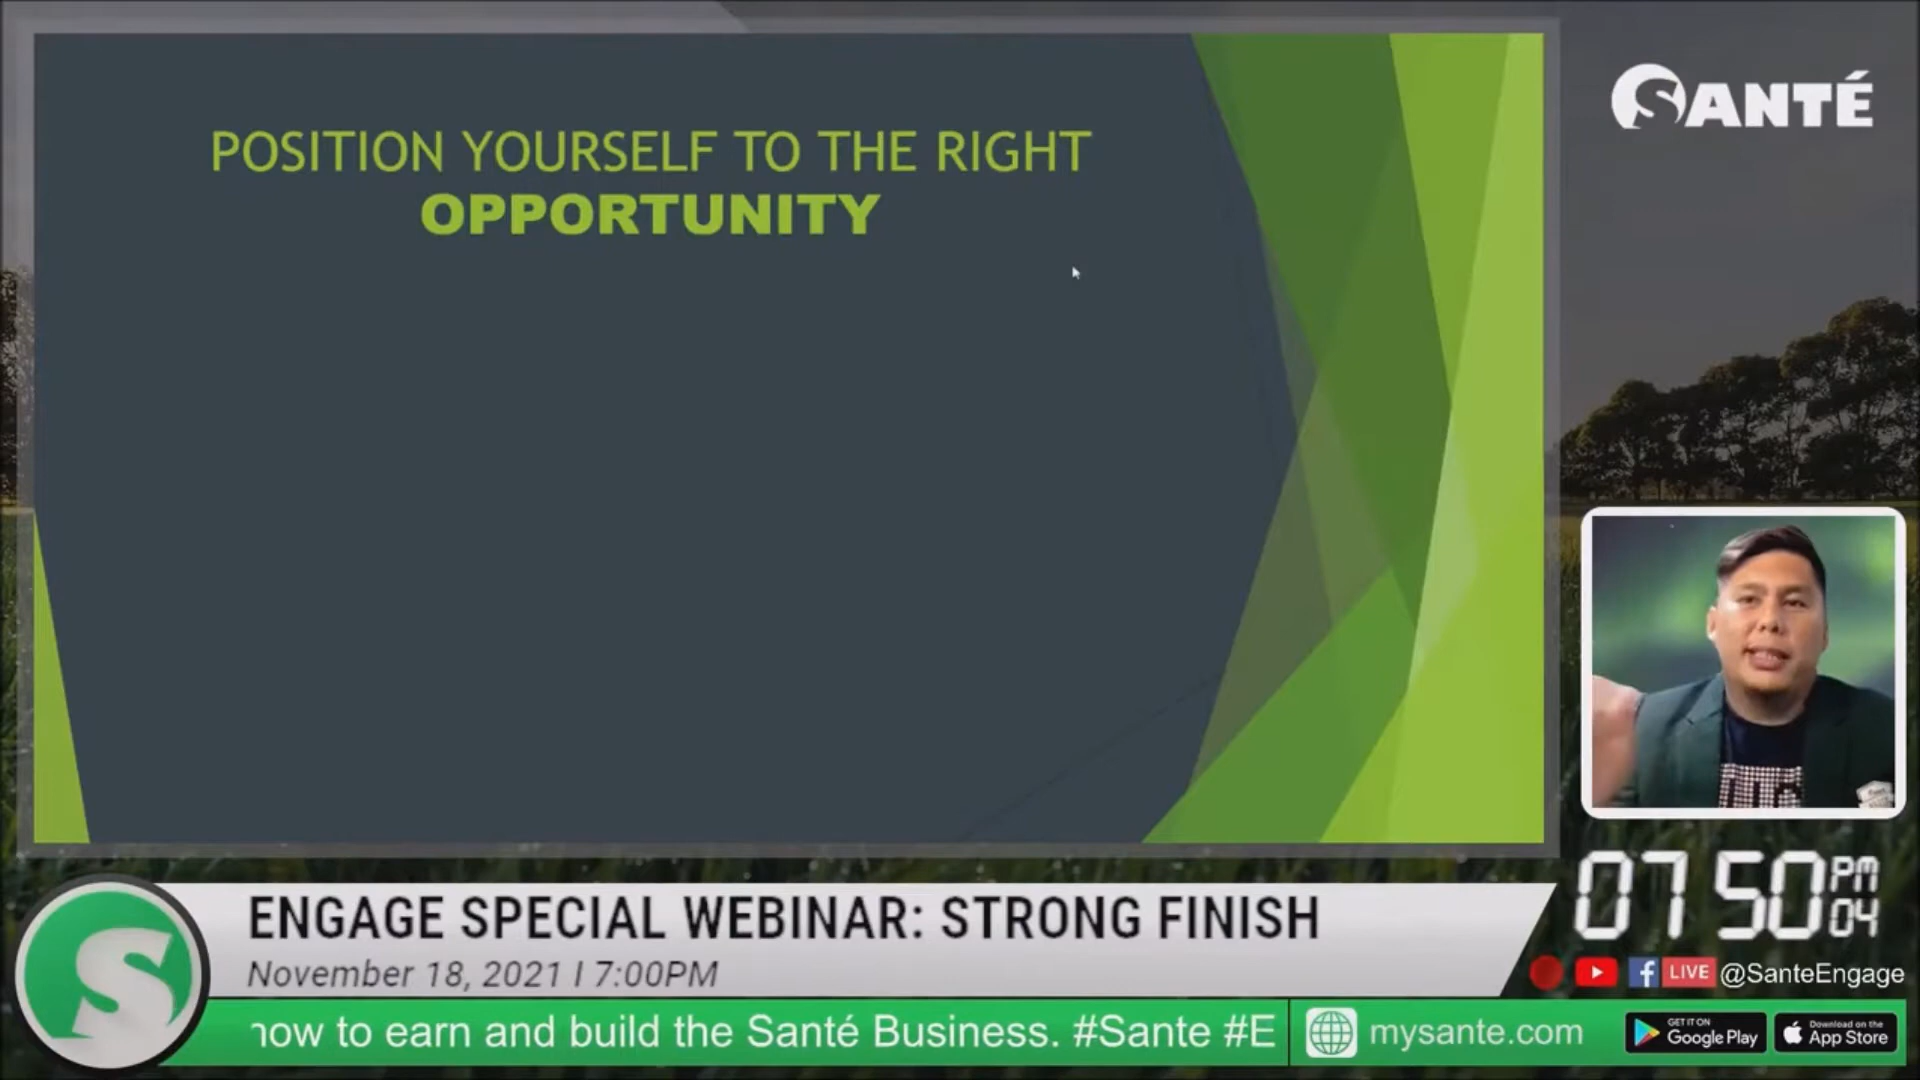 POSITION YOURSELF TO THE RIGHT
OPPORTUNITY
SANTÉ
ENGAGE SPECIAL WEBINAR: STRONG FINISH
November 18, 2021 I 7:00PM
07 50 PM
04
LIVE @SanteEngage
how to earn and build the Santé Business. #Sante #E
mysante.com
GET IT ON
Google Play
Download on the
App Store